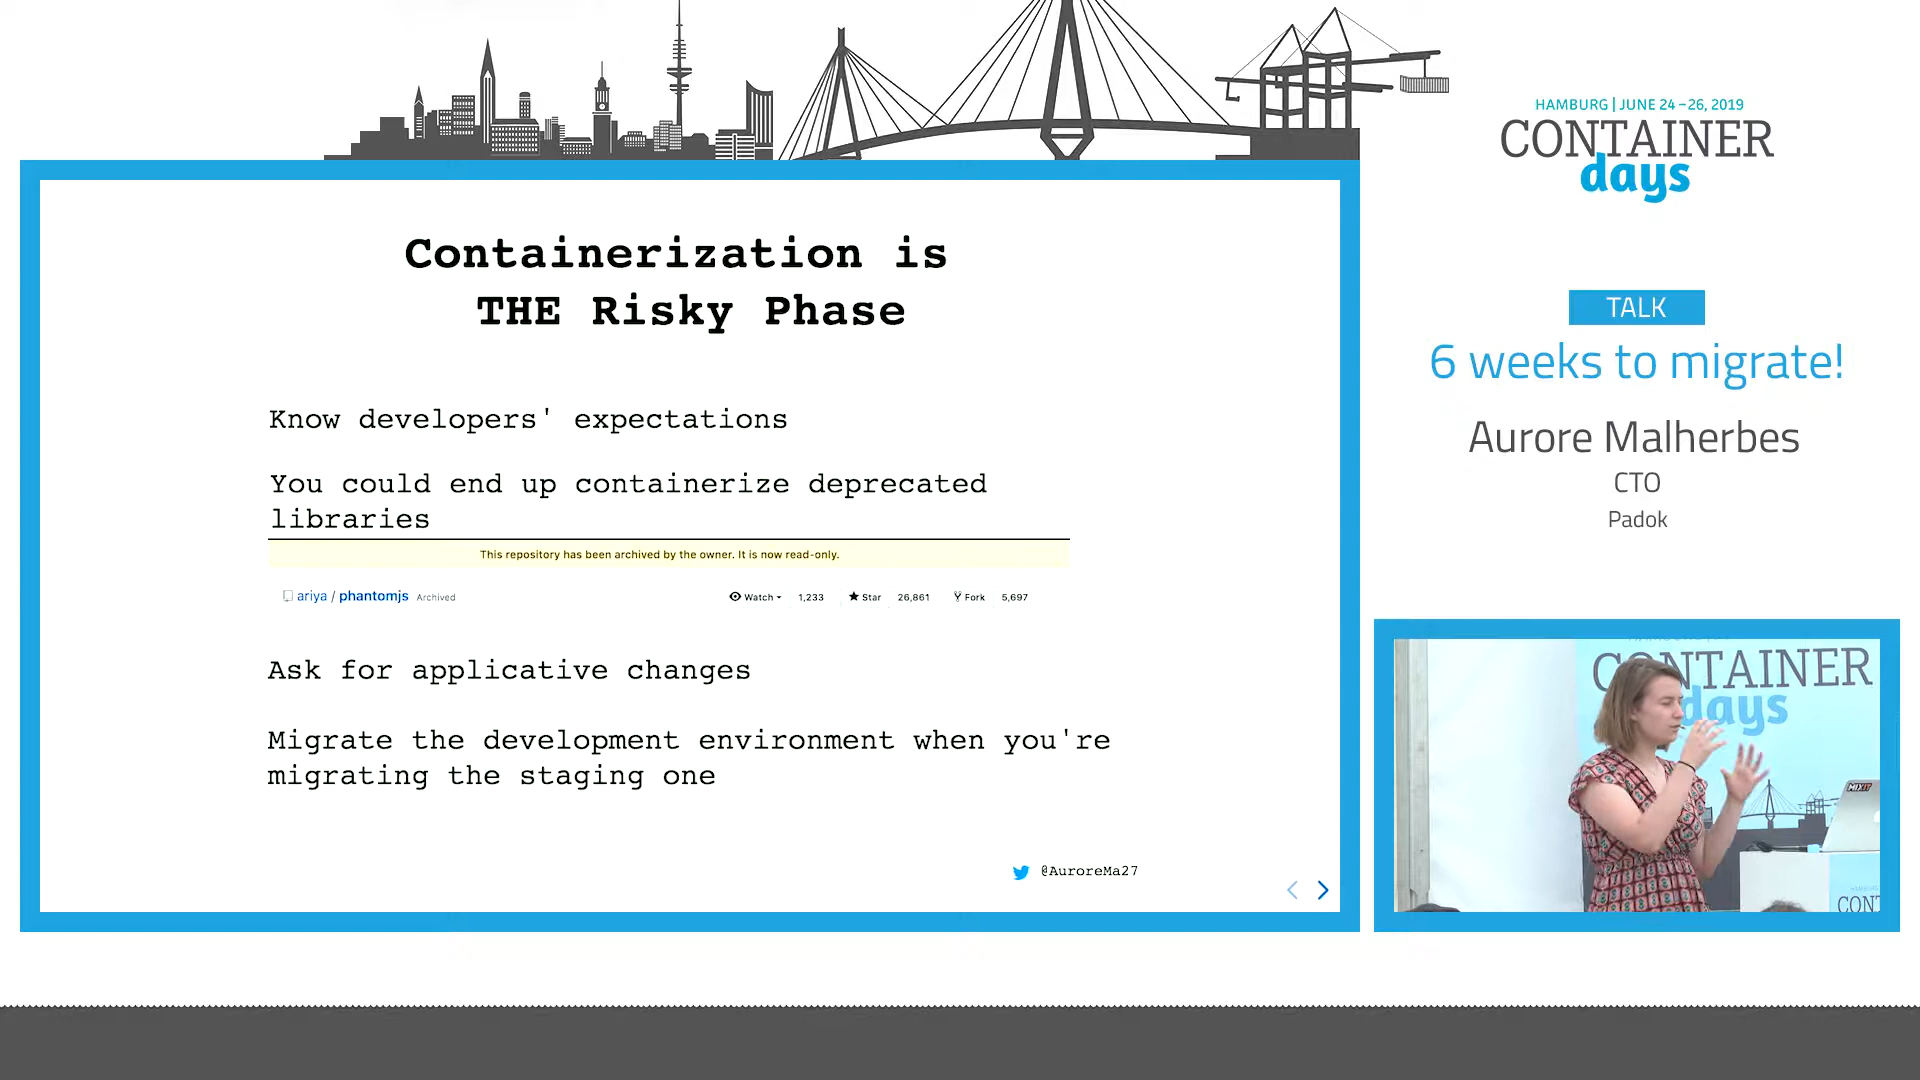 HAMBURG | JUNE 24 – 26, 2019
CONTAINER
days
Containerization is
THE Risky Phase
Know developers' expectations
You could end up containerize deprecated
libraries
This repository has been archived by the owner. It is now read-only.
ariya / phantomjs Archived Watch 1,233 Star 26,861 Fork 5,697
Ask for applicative changes
Migrate the development environment when you're
migrating the staging one
@AuroreMa27
TALK
6 weeks to migrate!
Aurore Malherbes
CTO
Padok
CONTAINER
days
MIXIT
CONT